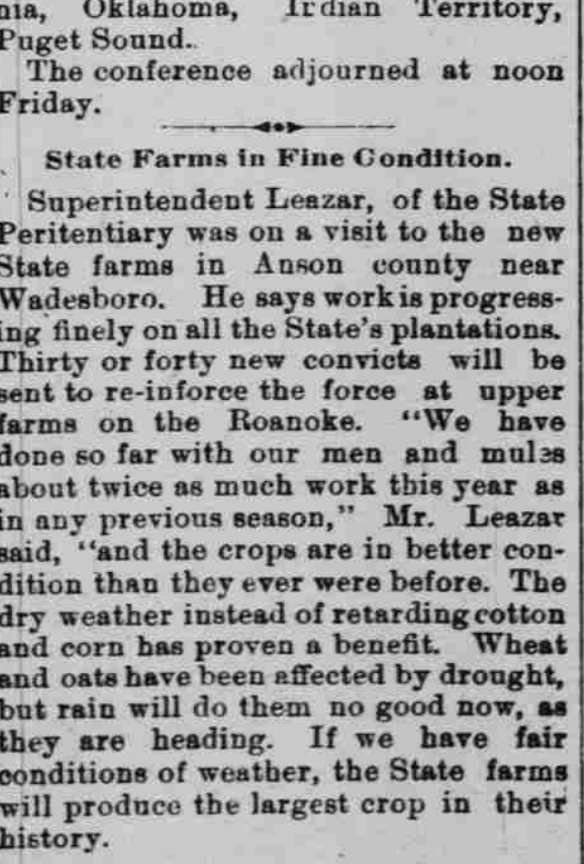 nia, Oklahoma, Irdian Territory,
Puget Sound.
The conference adjourned at noon
Friday.
State Farms in Fine Condition.
Superintendent Leazar, of the State
Peritentiary was on a visit to the new
State farms in Anson county near
Wadesboro. He says work is progress-
ing finely on all the State's plantations.
Thirty or forty new convicts will be
sent to re-inforce the force at upper
farms on the Roanoke. "We have
done so far with our men and mules
about twice as much work this year as
in any previous season," Mr. Leazar
said, "and the crops are in better con-
dition than they ever were before. The
dry weather instead of retarding cotton
and corn has proven a benefit. Wheat
and oats have been affected by drought,
but rain will do them no good now, as
they are heading. If we have fair
conditions of weather, the State farms
will produce the largest crop in their
history.